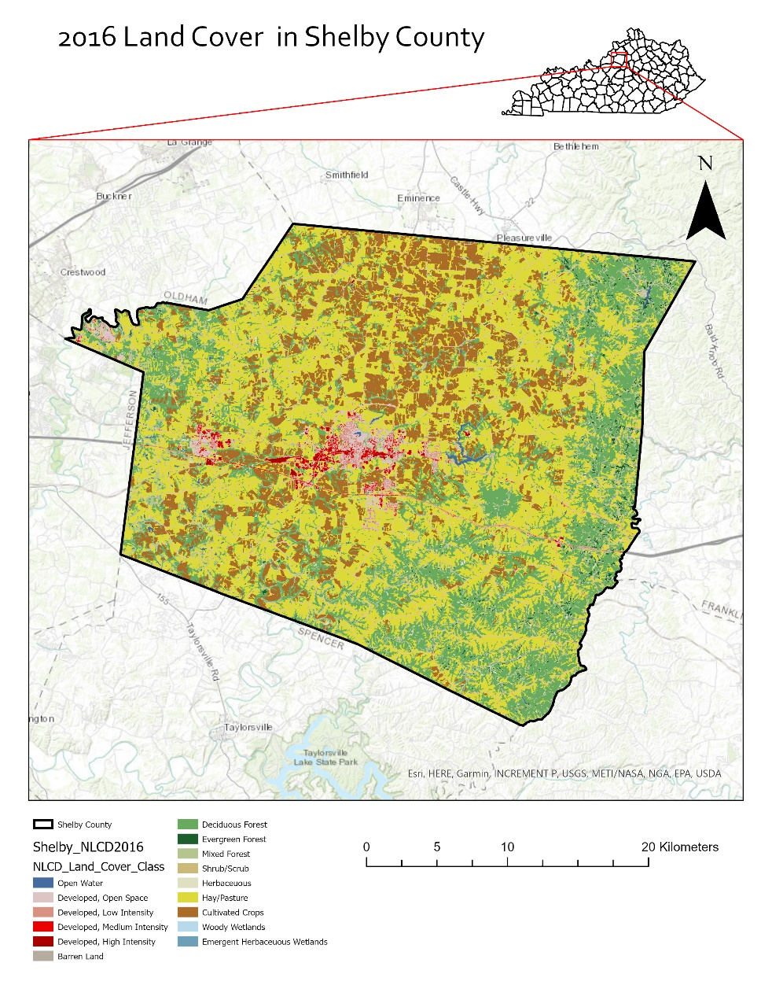 2016 Land Cover  in Shelby County
La Grange
Bethlehem
Smithfield
Buckner
Eminence
Castle Hwy
22
Pleasureville
N
Crestwood
OLDHAM
Bald Knob Rd
JEFFERSON
155
Taylorsville Rd
SPENCER
FRANKLI
ngton
Taylorsville
Taylorsville
Lake State Park
Esri, HERE, Garmin, INCREMENT P, USGS, METI/NASA, NGA, EPA, USDA
Shelby County
Shelby_NLCD2016
NLCD_Land_Cover_Class
Open Water
Developed, Open Space
Developed, Low Intensity
Developed, Medium Intensity
Developed, High Intensity
Barren Land
Deciduous Forest
Evergreen Forest
Mixed Forest
Shrub/Scrub
Herbaceuous
Hay/Pasture
Cultivated Crops
Woody Wetlands
Emergent Herbaceuous Wetlands
0 5 10 20 Kilometers